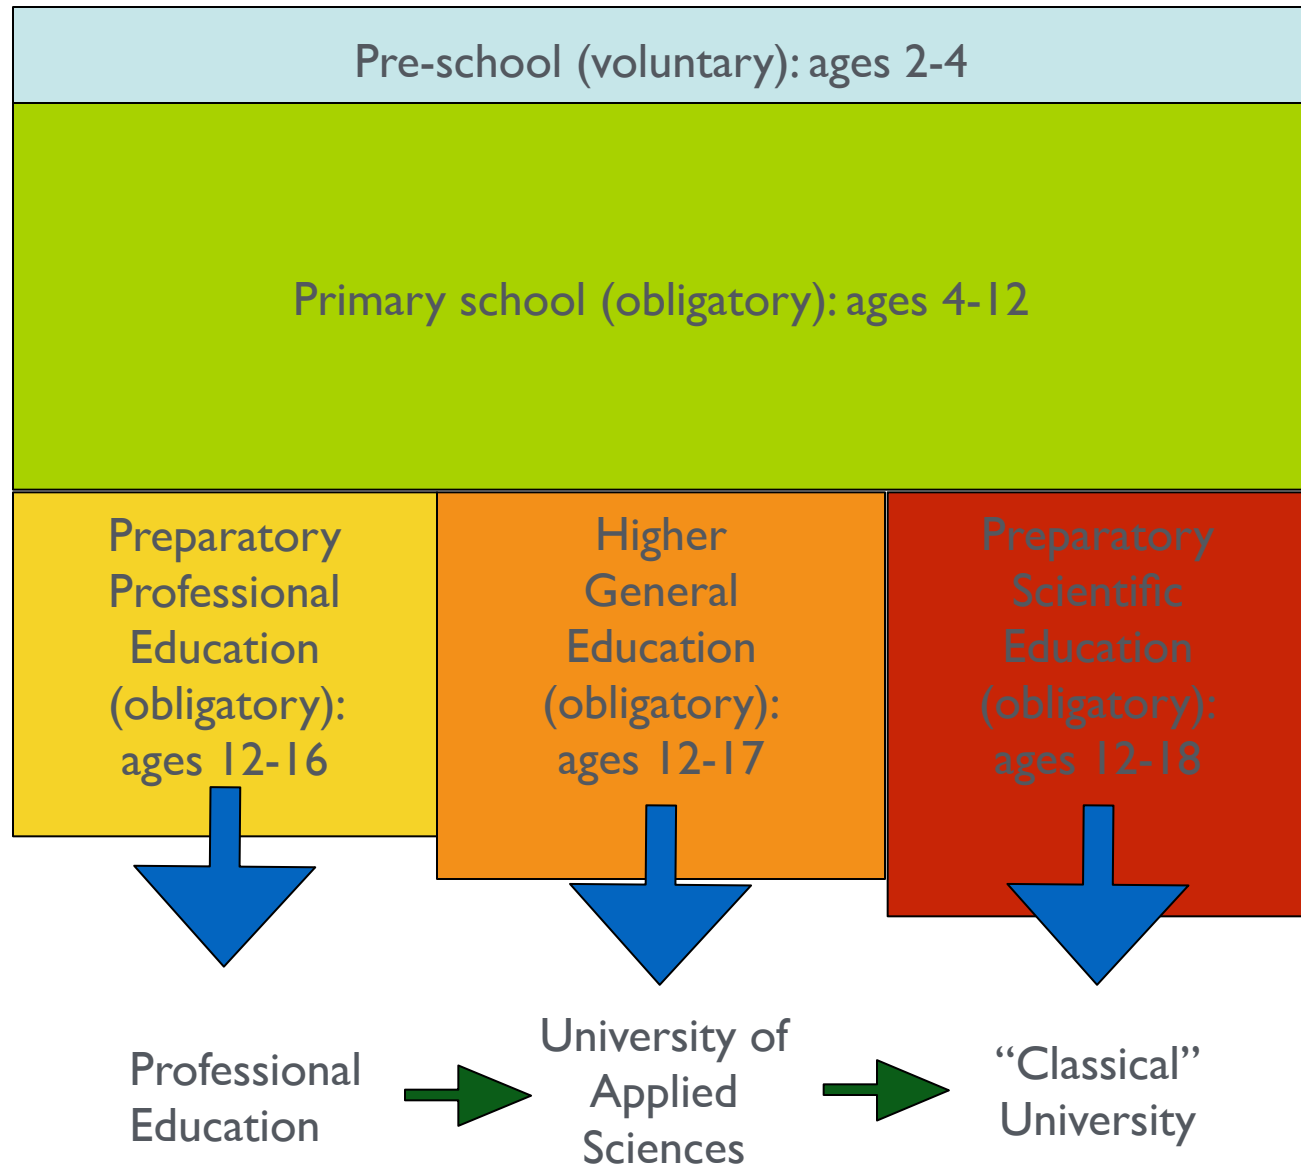 Pre-school (voluntary): ages 2-4
Primary school (obligatory): ages 4-12
Preparatory
Professional
Education
(obligatory):
ages 12-16
Higher
General
Education
(obligatory):
ages 12-17
Preparatory
Scientific
Education
(obligatory):
ages 12-18
Professional
Education
University of
Applied
Sciences
“Classical”
University